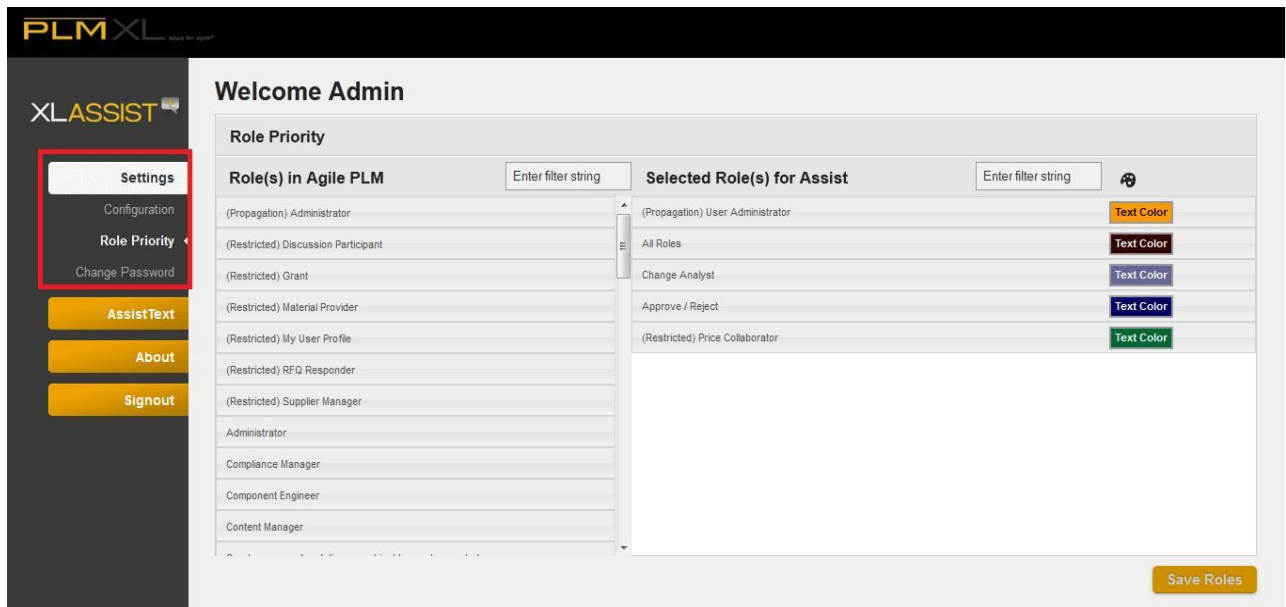 PLMXL apps for agile
XLASSIST
Settings
Configuration
Role Priority
Change Password
AssistText
About
Signout
Welcome Admin
Role Priority
Role(s) in Agile PLM
Enter filter string
(Propagation) Administrator
(Restricted) Discussion Participant
(Restricted) Grant
(Restricted) Material Provider
(Restricted) My User Profile
(Restricted) RFQ Responder
(Restricted) Supplier Manager
Administrator
Compliance Manager
Component Engineer
Content Manager
Selected Role(s) for Assist
Enter filter string
(Propagation) User Administrator Text Color
All Roles Text Color
Change Analyst Text Color
Approve / Reject Text Color
(Restricted) Price Collaborator Text Color
Save Roles